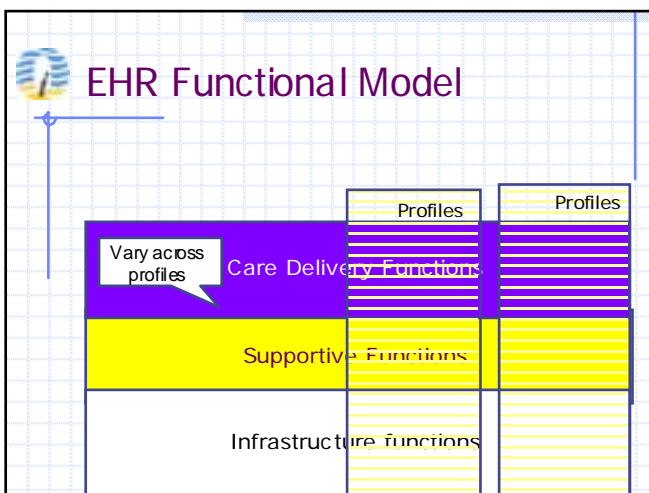 EHR Functional Model
Profiles
Profiles
Vary across
profiles
Care Delivery Functions
Supportive Functions
Infrastructure functions